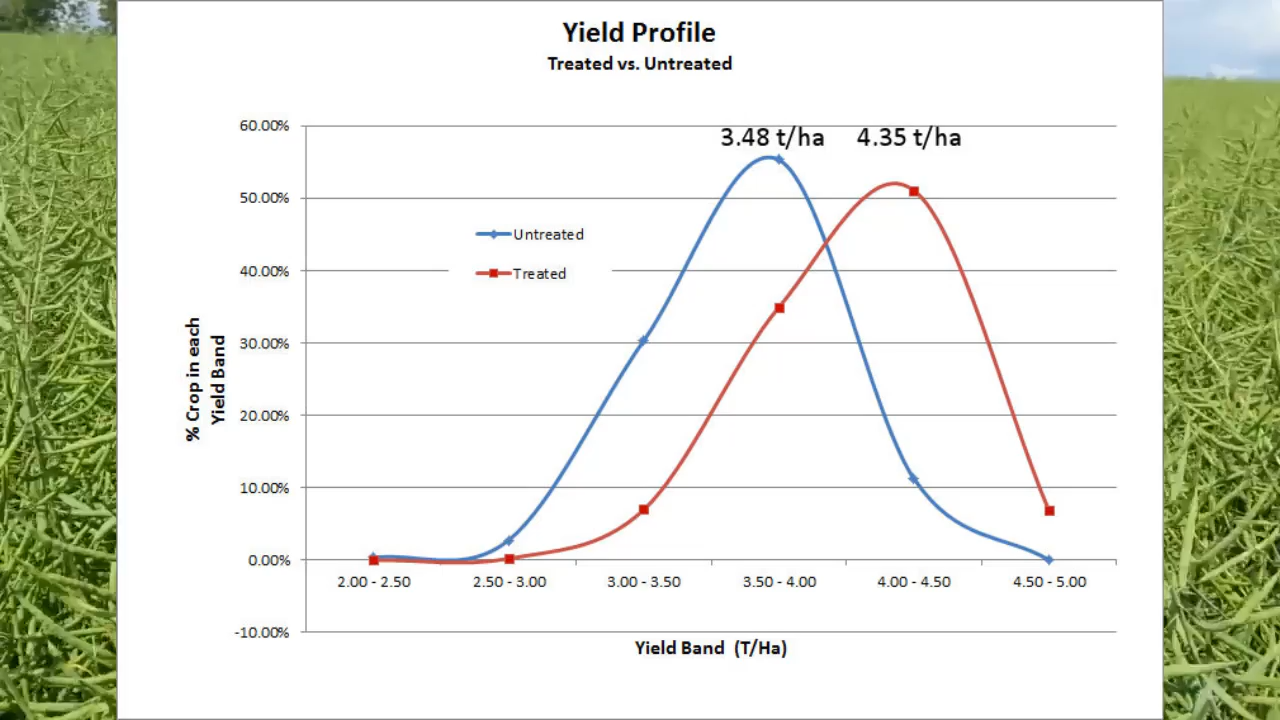 Yield Profile
Treated vs. Untreated
60.00%
3.48 t/ha
4.35 t/ha
50.00%
Untreated
40.00%
Treated
% Crop in each
Yield Band
30.00%
20.00%
10.00%
0.00%
2.00 - 2.50
2.50 - 3.00
3.00 - 3.50
3.50 - 4.00
4.00 - 4.50
4.50 - 5.00
-10.00%
Yield Band (T/Ha)